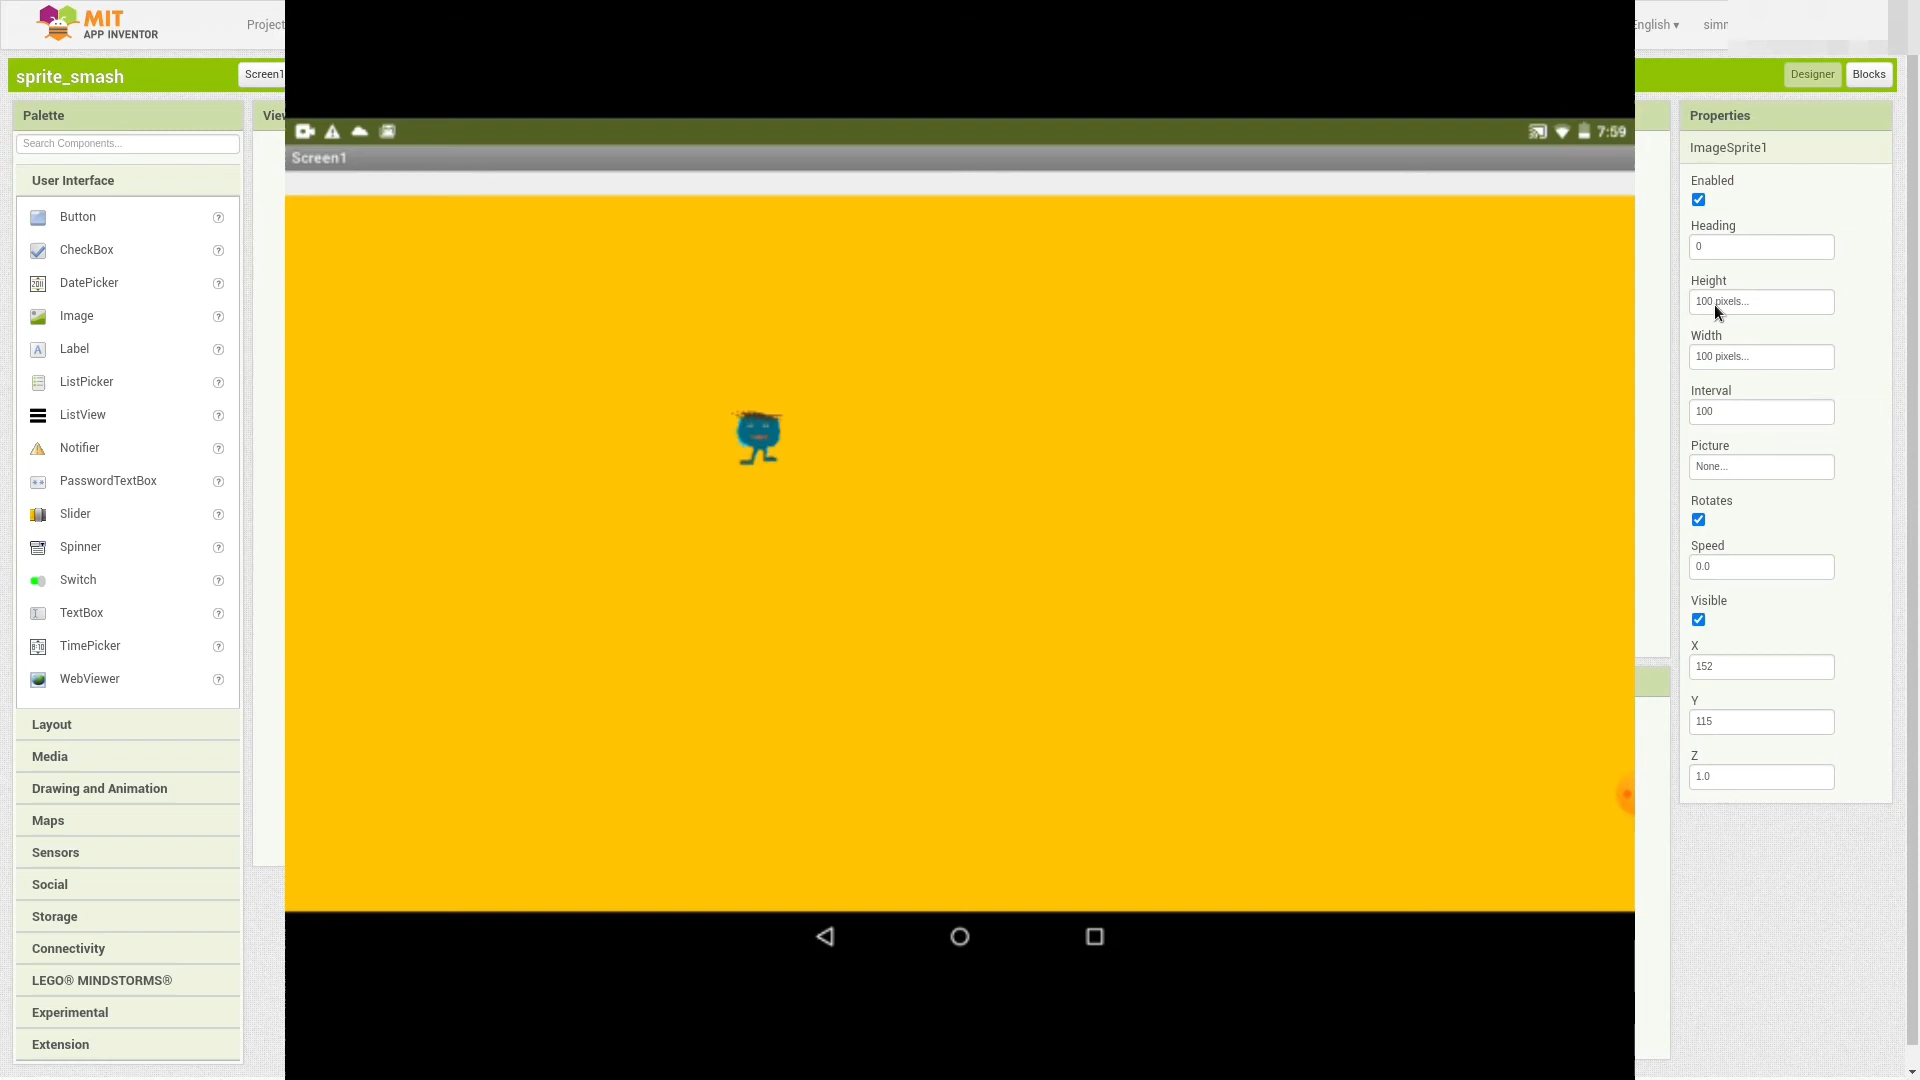 MIT
APP INVENTOR
Project
English ▾
sprite_smash
Screen1
Designer
Blocks
Palette
Search Components...
User Interface
Button
CheckBox
DatePicker
Image
Label
ListPicker
ListView
Notifier
PasswordTextBox
Slider
Spinner
Switch
TextBox
TimePicker
WebViewer
Layout
Media
Drawing and Animation
Maps
Sensors
Social
Storage
Connectivity
LEGO® MINDSTORMS®
Experimental
Extension
7:59
Screen1
Properties
ImageSprite1
Enabled
Heading
0
Height
100 pixels...
Width
100 pixels...
Interval
100
Picture
None...
Rotates
Speed
0.0
Visible
X
152
Y
115
Z
1.0